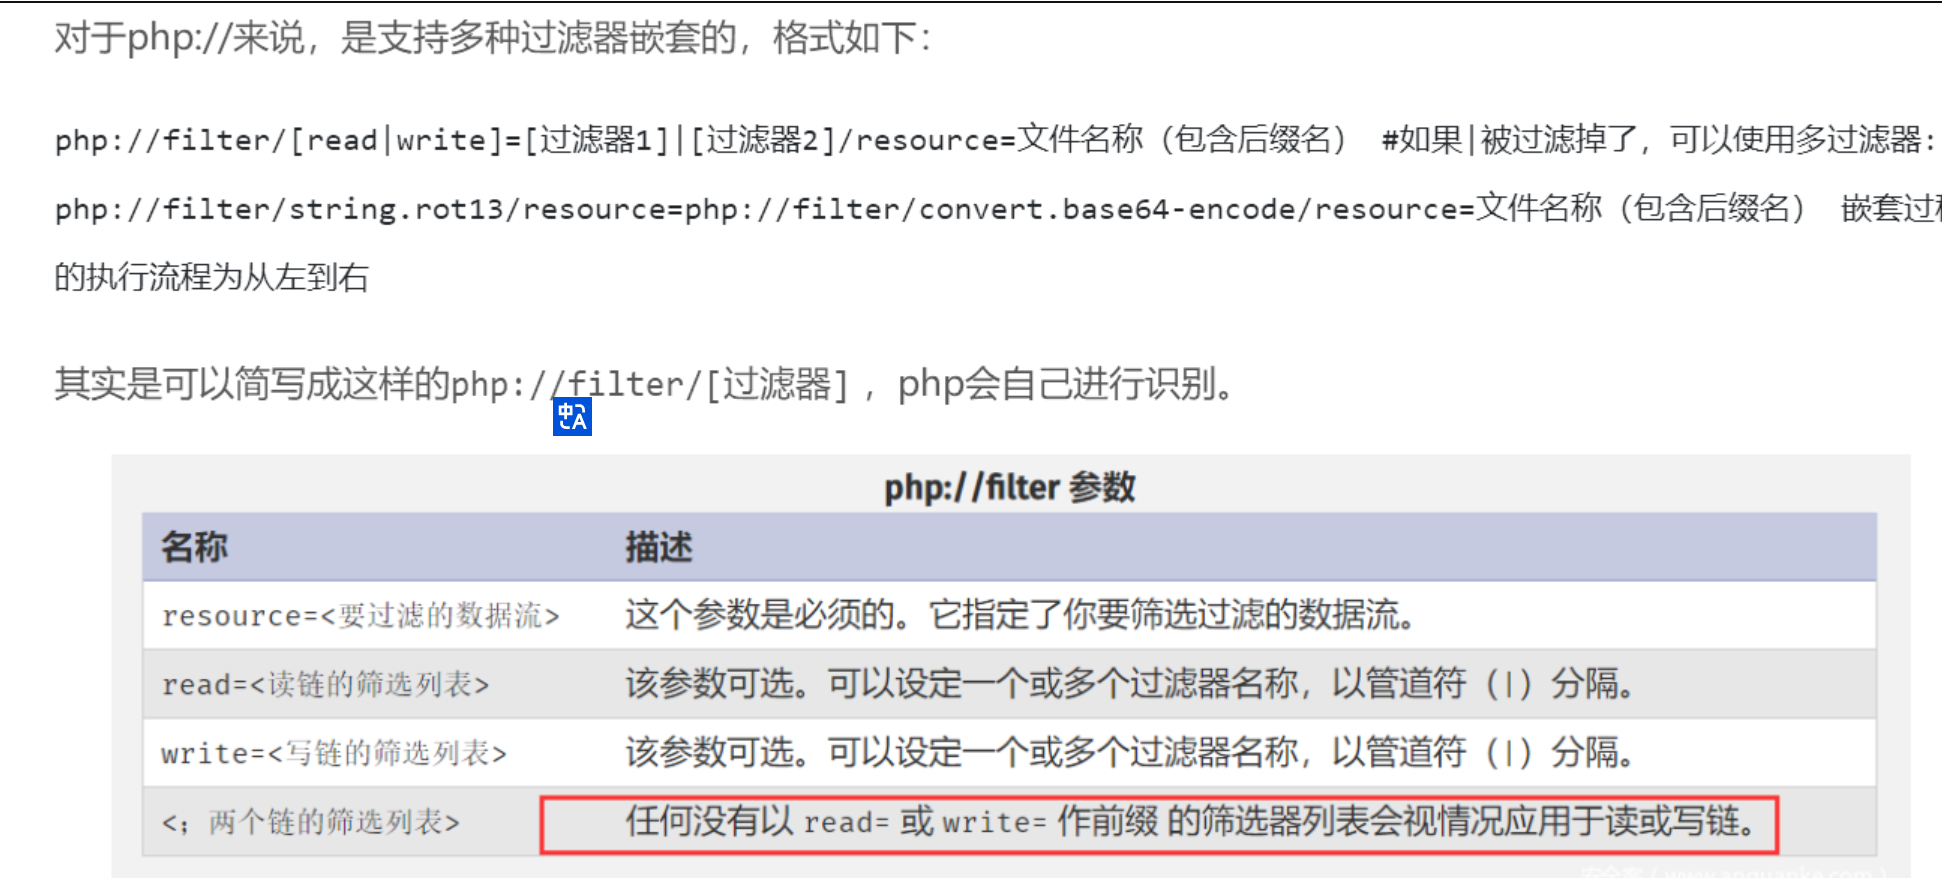 对于php://来说，是支持多种过滤器嵌套的，格式如下：
php://filter/[read|write]=[过滤器1]|[过滤器2]/resource=文件名称（包含后缀名） #如果|被过滤掉了，可以使用多过滤器：
php://filter/string.rot13/resource=php://filter/convert.base64-encode/resource=文件名称（包含后缀名） 嵌套过
的执行流程为从左到右
其实是可以简写成这样的php://filter/[过滤器] ，php会自己进行识别。
中A
php://filter 参数
名称 描述
resource=<要过滤的数据流> 这个参数是必须的。它指定了你要筛选过滤的数据流。
read=<读链的筛选列表> 该参数可选。可以设定一个或多个过滤器名称，以管道符（|）分隔。
write=<写链的筛选列表> 该参数可选。可以设定一个或多个过滤器名称，以管道符（|）分隔。
<；两个链的筛选列表> 任何没有以 read= 或 write= 作前缀 的筛选器列表会视情况应用于读或写链。